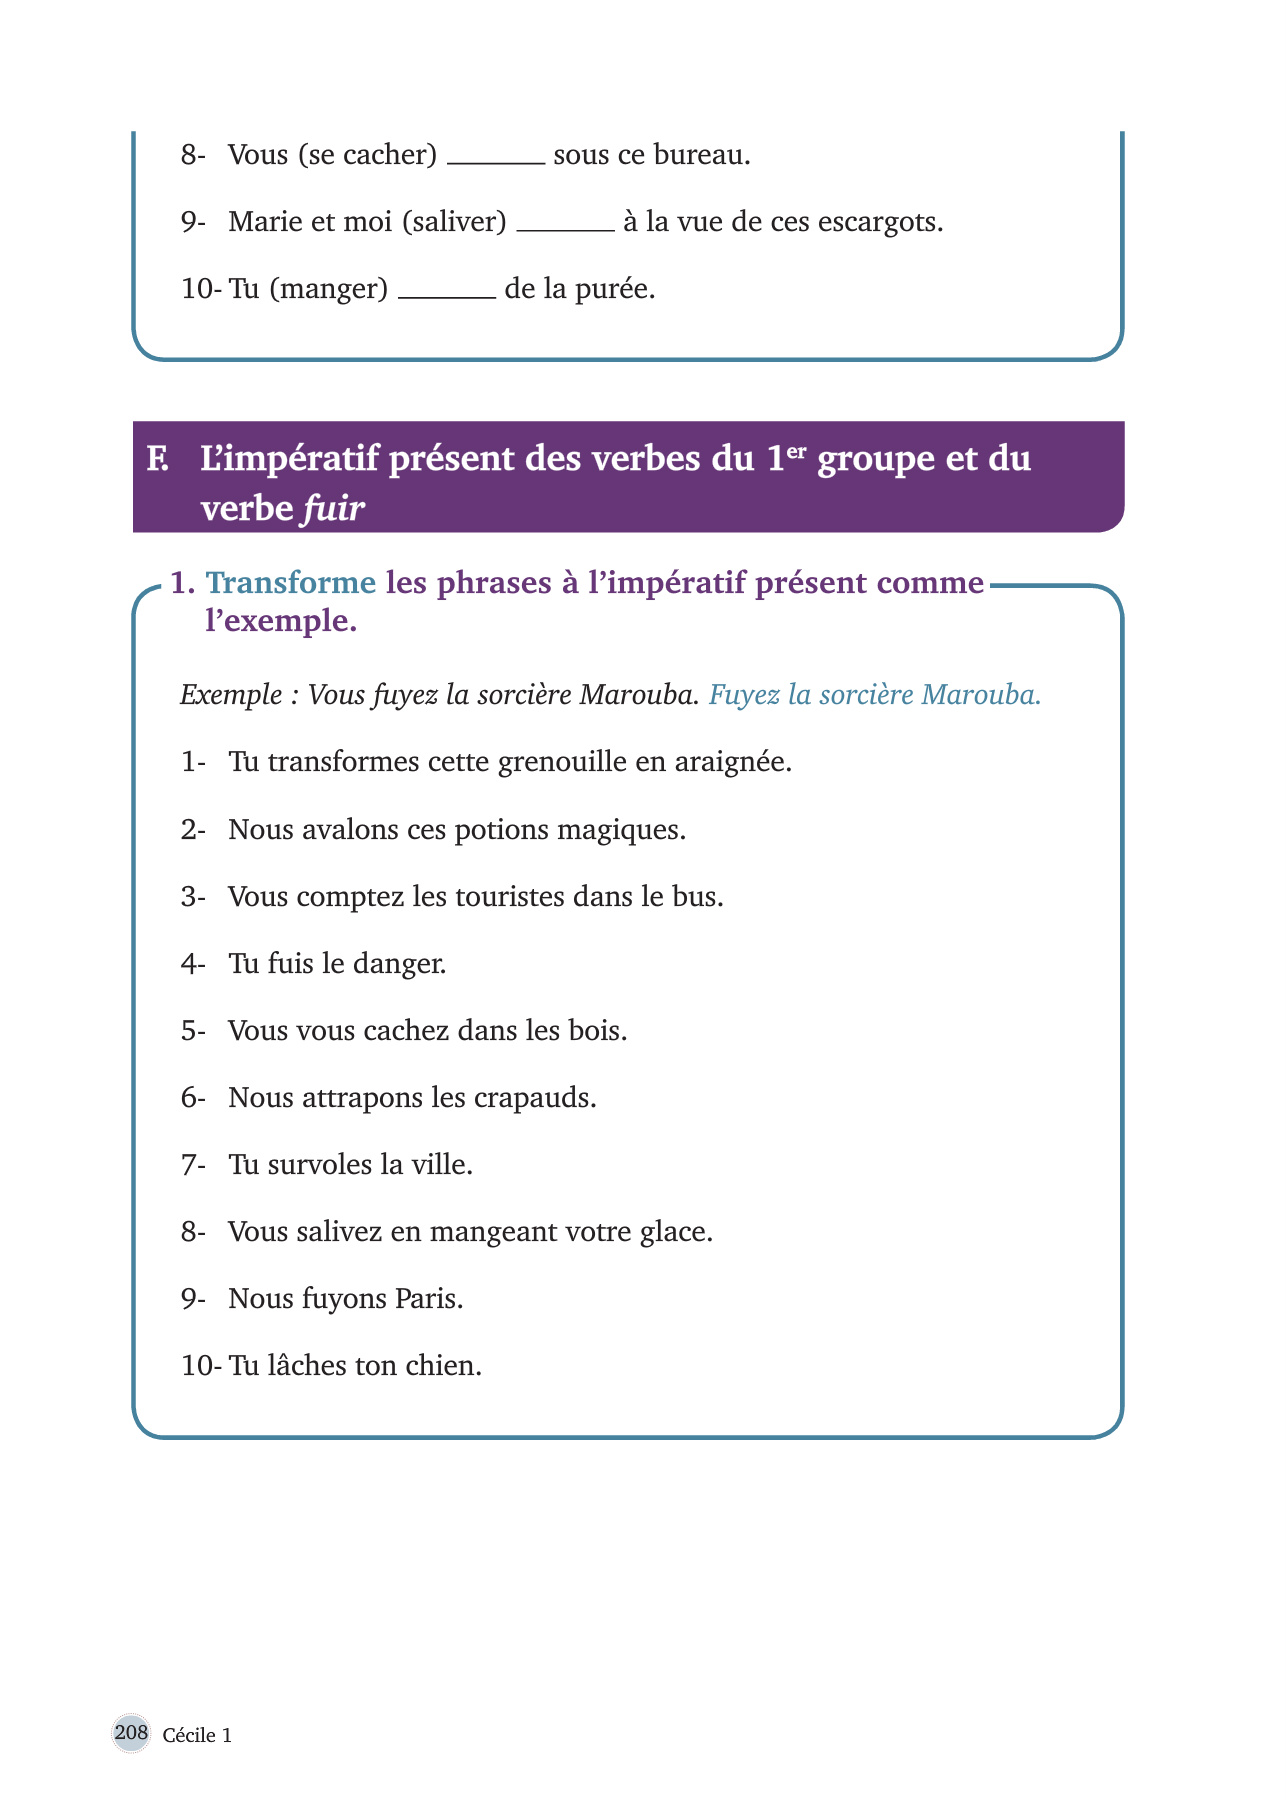 8- Vous (se cacher) _______ sous ce bureau.
9- Marie et moi (saliver) _______ à la vue de ces escargots.
10- Tu (manger) _______ de la purée.
F. L’impératif présent des verbes du 1er groupe et du
verbe fuir
1. Transforme les phrases à l’impératif présent comme
l’exemple.
Exemple : Vous fuyez la sorcière Marouba. Fuyez la sorcière Marouba.
1- Tu transformes cette grenouille en araignée.
2- Nous avalons ces potions magiques.
3- Vous comptez les touristes dans le bus.
4- Tu fuis le danger.
5- Vous vous cachez dans les bois.
6- Nous attrapons les crapauds.
7- Tu survoles la ville.
8- Vous salivez en mangeant votre glace.
9- Nous fuyons Paris.
10- Tu lâches ton chien.
208 Cécile 1